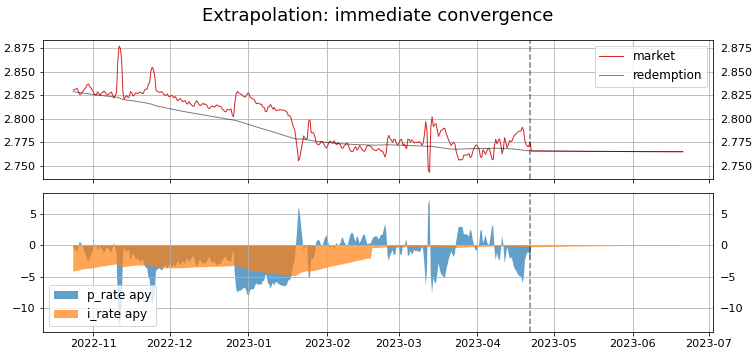 Extrapolation: immediate convergence
2.875 2.875
2.850 2.850
2.825 2.825
2.800 2.800
2.775 2.775
2.750 2.750
market
redemption
5 5
0 0
−5 −5
−10 −10
p_rate apy
i_rate apy
2022-11 2022-12 2023-01 2023-02 2023-03 2023-04 2023-05 2023-06 2023-07